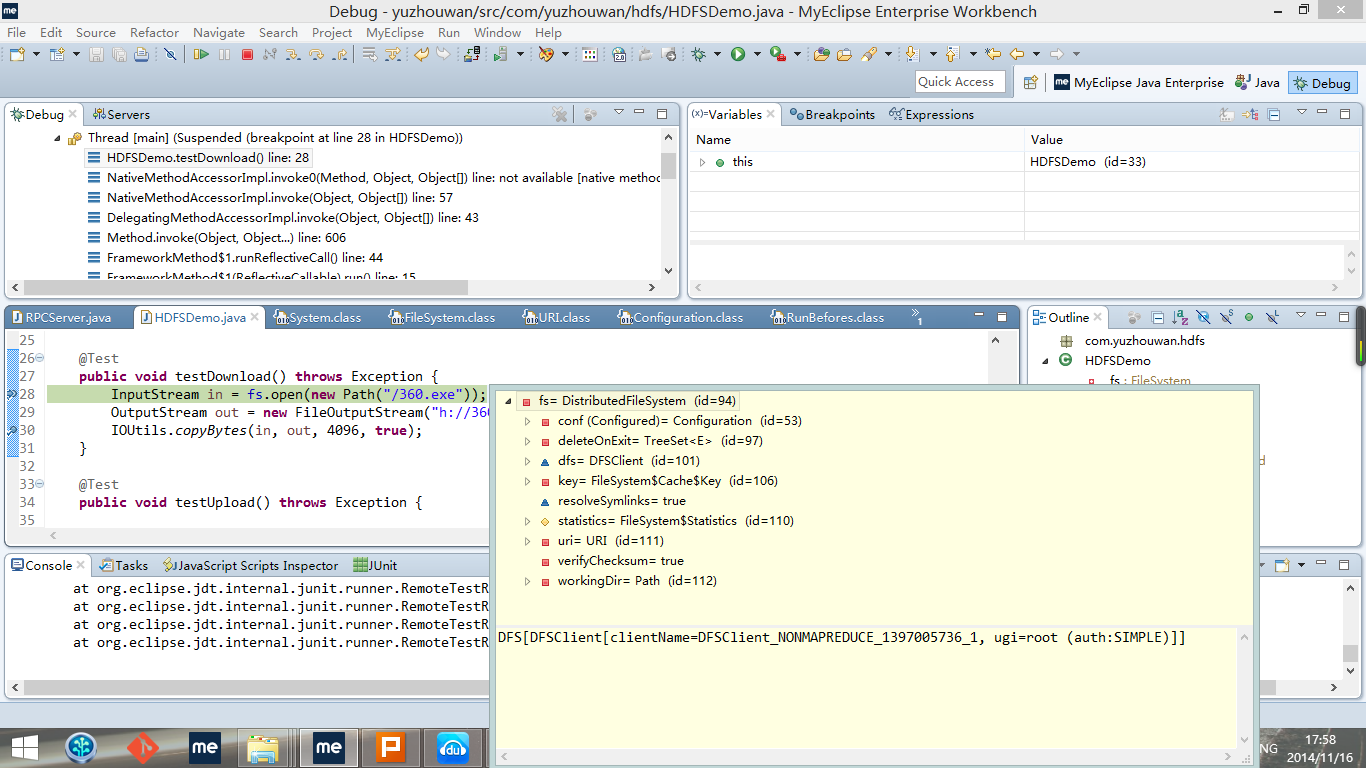 me
Debug - yuzhouwan/src/com/yuzhouwan/hdfs/HDFSDemo.java - MyEclipse Enterprise Workbench
File Edit Source Refactor Navigate Search Project MyEclipse Run Window Help
Quick Access
me MyEclipse Java Enterprise
Java
Debug
Debug
Servers
Thread [main] (Suspended (breakpoint at line 28 in HDFSDemo))
HDFSDemo.testDownload() line: 28
NativeMethodAccessorImpl.invoke0(Method, Object, Object[]) line: not available [native metho
NativeMethodAccessorImpl.invoke(Object, Object[]) line: 57
DelegatingMethodAccessorImpl.invoke(Object, Object[]) line: 43
Method.invoke(Object, Object...) line: 606
FrameworkMethod$1.runReflectiveCall() line: 44
FrameworkMethod$1(ReflectiveCallable).run() line: 15
(x)=Variables
Breakpoints
Expressions
Name Value
this HDFSDemo (id=33)
RPCServer.java
HDFSDemo.java
System.class
FileSystem.class
URI.class
Configuration.class
RunBefores.class
1
25
26 @Test
27 public void testDownload() throws Exception {
28 InputStream in = fs.open(new Path("/360.exe"));
29 OutputStream out = new FileOutputStream("h://360
30 IOUtils.copyBytes(in, out, 4096, true);
31 }
32
33 @Test
34 public void testUpload() throws Exception {
35
Outline
com.yuzhouwan.hdfs
HDFSDemo
fs : FileSystem
fs= DistributedFileSystem (id=94)
conf (Configured)= Configuration (id=53)
deleteOnExit= TreeSet<E> (id=97)
dfs= DFSClient (id=101)
key= FileSystem$Cache$Key (id=106)
resolveSymlinks= true
statistics= FileSystem$Statistics (id=110)
uri= URI (id=111)
verifyChecksum= true
workingDir= Path (id=112)
DFS[DFSClient[clientName=DFSClient_NONMAPREDUCE_1397005736_1, ugi=root (auth:SIMPLE)]]
Console
Tasks
JavaScript Scripts Inspector
JUnit
at org.eclipse.jdt.internal.junit.runner.RemoteTestR
at org.eclipse.jdt.internal.junit.runner.RemoteTestR
at org.eclipse.jdt.internal.junit.runner.RemoteTestR
at org.eclipse.jdt.internal.junit.runner.RemoteTestR
me
me
P
du
NG
17:58
2014/11/16